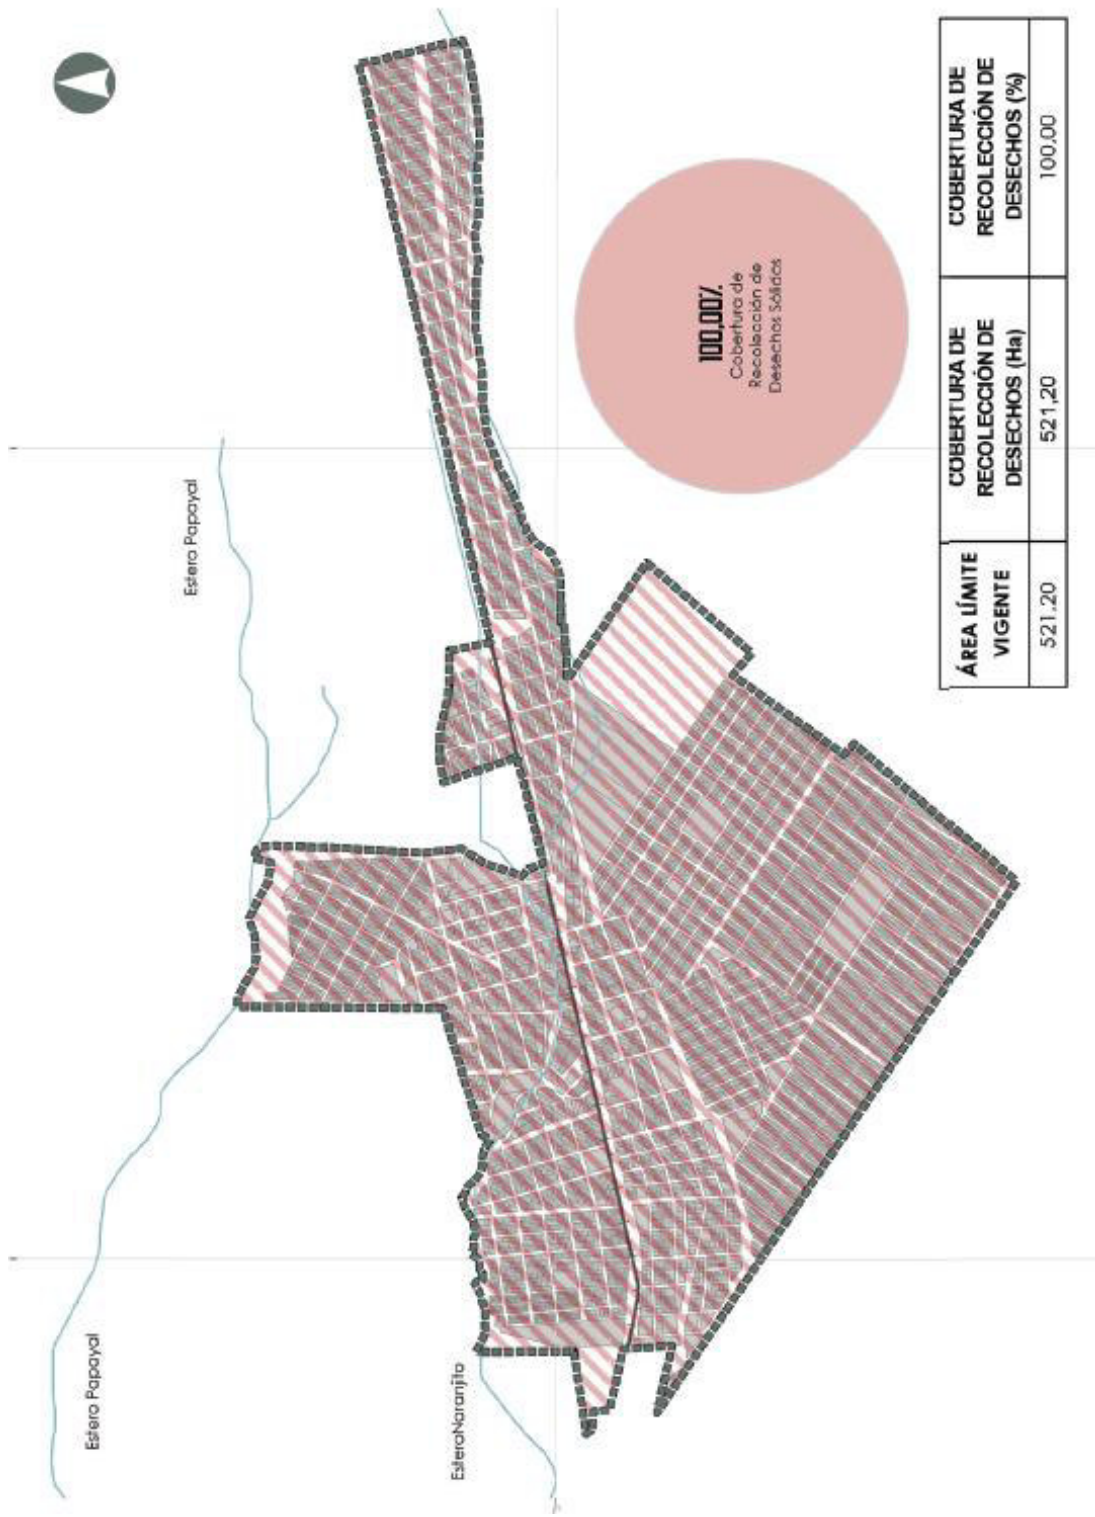 Estero Papayal
Estero Papayal
EsteroNaranjito
100,00%
Cobertura de
Recolección de
Desechos Sólidos
ÁREA LÍMITE
VIGENTE
COBERTURA DE
RECOLECCIÓN DE
DESECHOS (Ha)
COBERTURA DE
RECOLECCIÓN DE
DESECHOS (%)
521,20
521,20
100,00